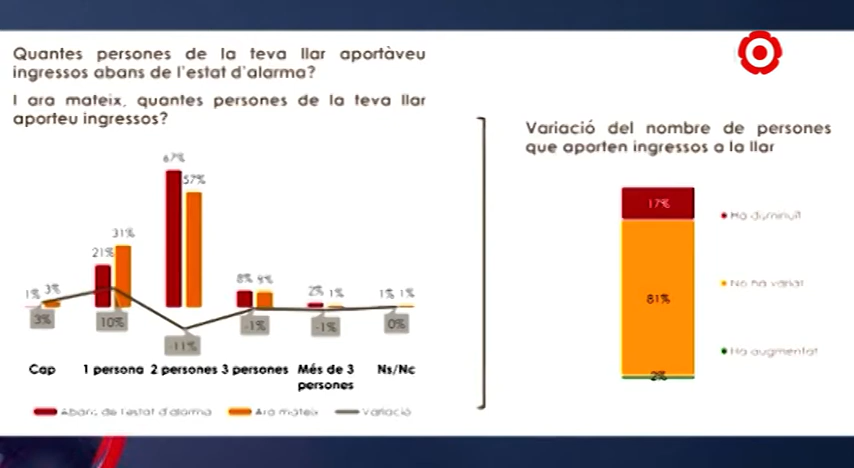 Quantes persones de la teva llar aportàveu
ingressos abans de l'estat d'alarma?
I ara mateix, quantes persones de la teva llar
aporteu ingressos?
67%
57%
31%
21%
1% 3%
8%
2% 1%
1% 1%
3%
10%
-11%
-1%
-1%
0%
Cap
1 persona
2 persones
3 persones
Més de 3
persones
Ns/Nc
Abans de l'estat d'alarma
Ara mateix
Variació
Variació del nombre de persones
que aporten ingressos a la llar
17%
81%
2%
Ha disminuït
No ha variat
Ha augmentat